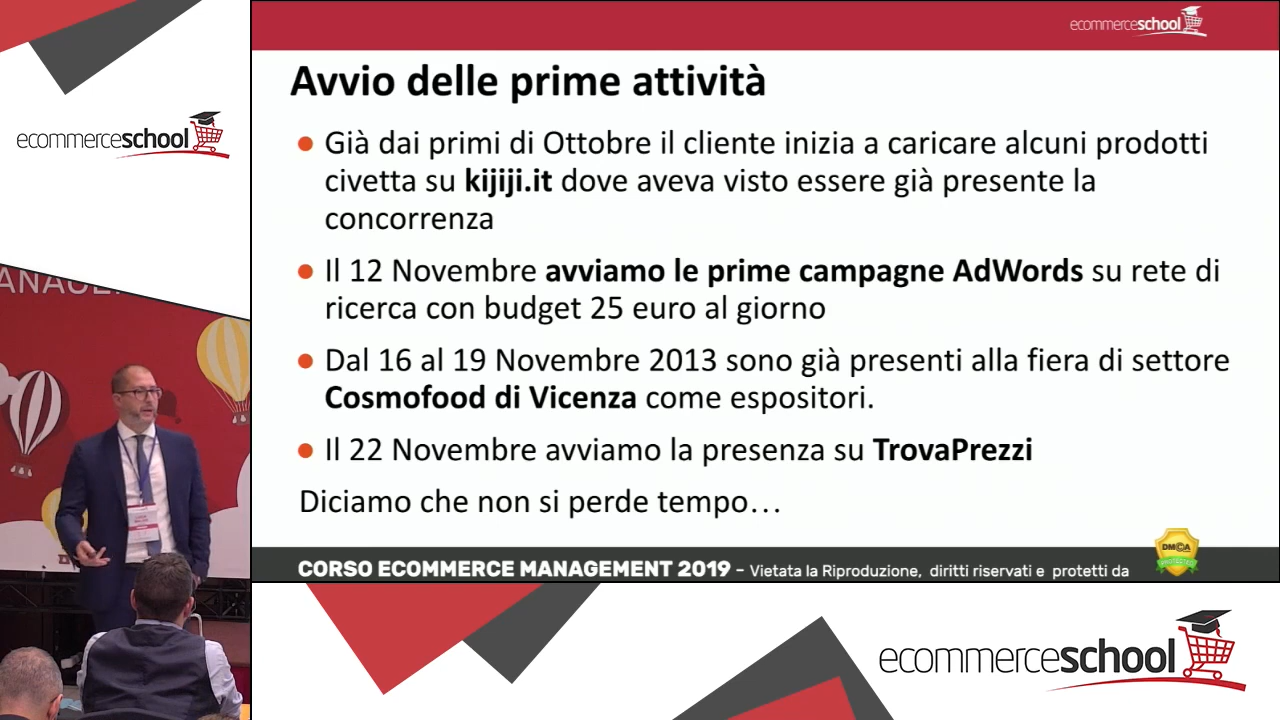 ecommerceschool
ecommerceschool
Avvio delle prime attività
Già dai primi di Ottobre il cliente inizia a caricare alcuni prodotti
civetta su kijiji.it dove aveva visto essere già presente la
concorrenza
Il 12 Novembre avviamo le prime campagne AdWords su rete di
ricerca con budget 25 euro al giorno
Dal 16 al 19 Novembre 2013 sono già presenti alla fiera di settore
Cosmofood di Vicenza come espositori.
Il 22 Novembre avviamo la presenza su TrovaPrezzi
Diciamo che non si perde tempo...
CORSO ECOMMERCE MANAGEMENT 2019 - Vietata la Riproduzione, diritti riservati e protetti da
DMCA
ecommerceschool